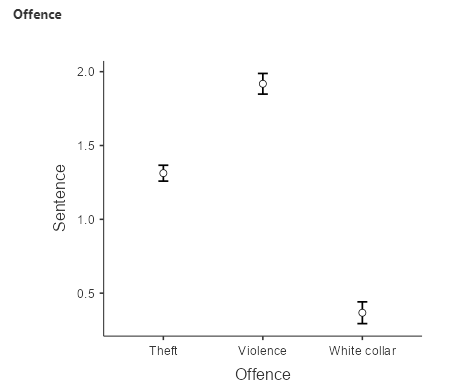 Offence
2.0
1.5
1.0
0.5
Sentence
Theft Violence White collar
Offence